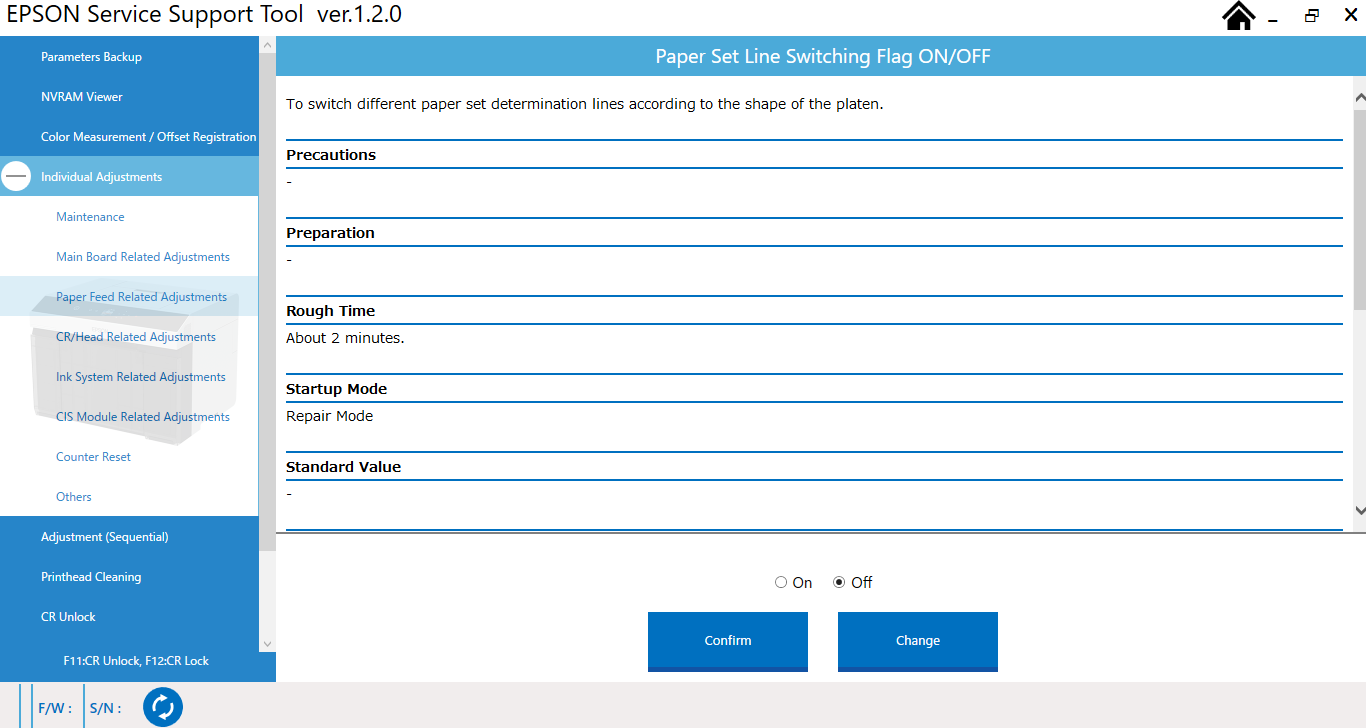 EPSON Service Support Tool ver.1.2.0
Parameters Backup
NVRAM Viewer
Color Measurement / Offset Registration
Individual Adjustments
Maintenance
Main Board Related Adjustments
Paper Feed Related Adjustments
CR/Head Related Adjustments
Ink System Related Adjustments
CIS Module Related Adjustments
Counter Reset
Others
Adjustment (Sequential)
Printhead Cleaning
CR Unlock
F11:CR Unlock, F12:CR Lock
Paper Set Line Switching Flag ON/OFF
To switch different paper set determination lines according to the shape of the platen.
Precautions
-
Preparation
-
Rough Time
About 2 minutes.
Startup Mode
Repair Mode
Standard Value
-
On Off
Confirm Change
F/W : S/N :